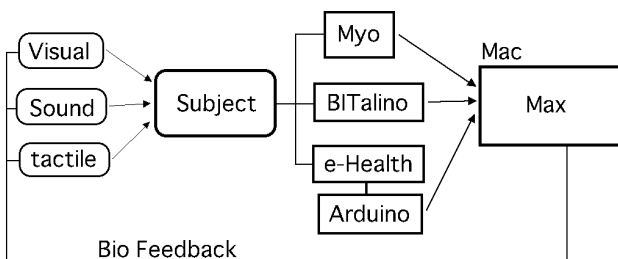 Visual
Sound
tactile
Subject
Myo
BITalino
e-Health
Arduino
Mac
Max
Bio Feedback